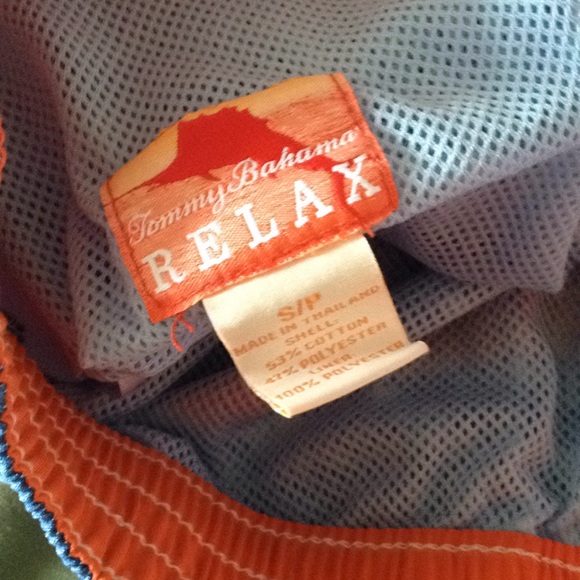 Tommy Bahama
RELAX
S/P
MADE IN THAILAND
SHELL:
53% COTTON
47% POLYESTER
LINER
100% POLYESTER